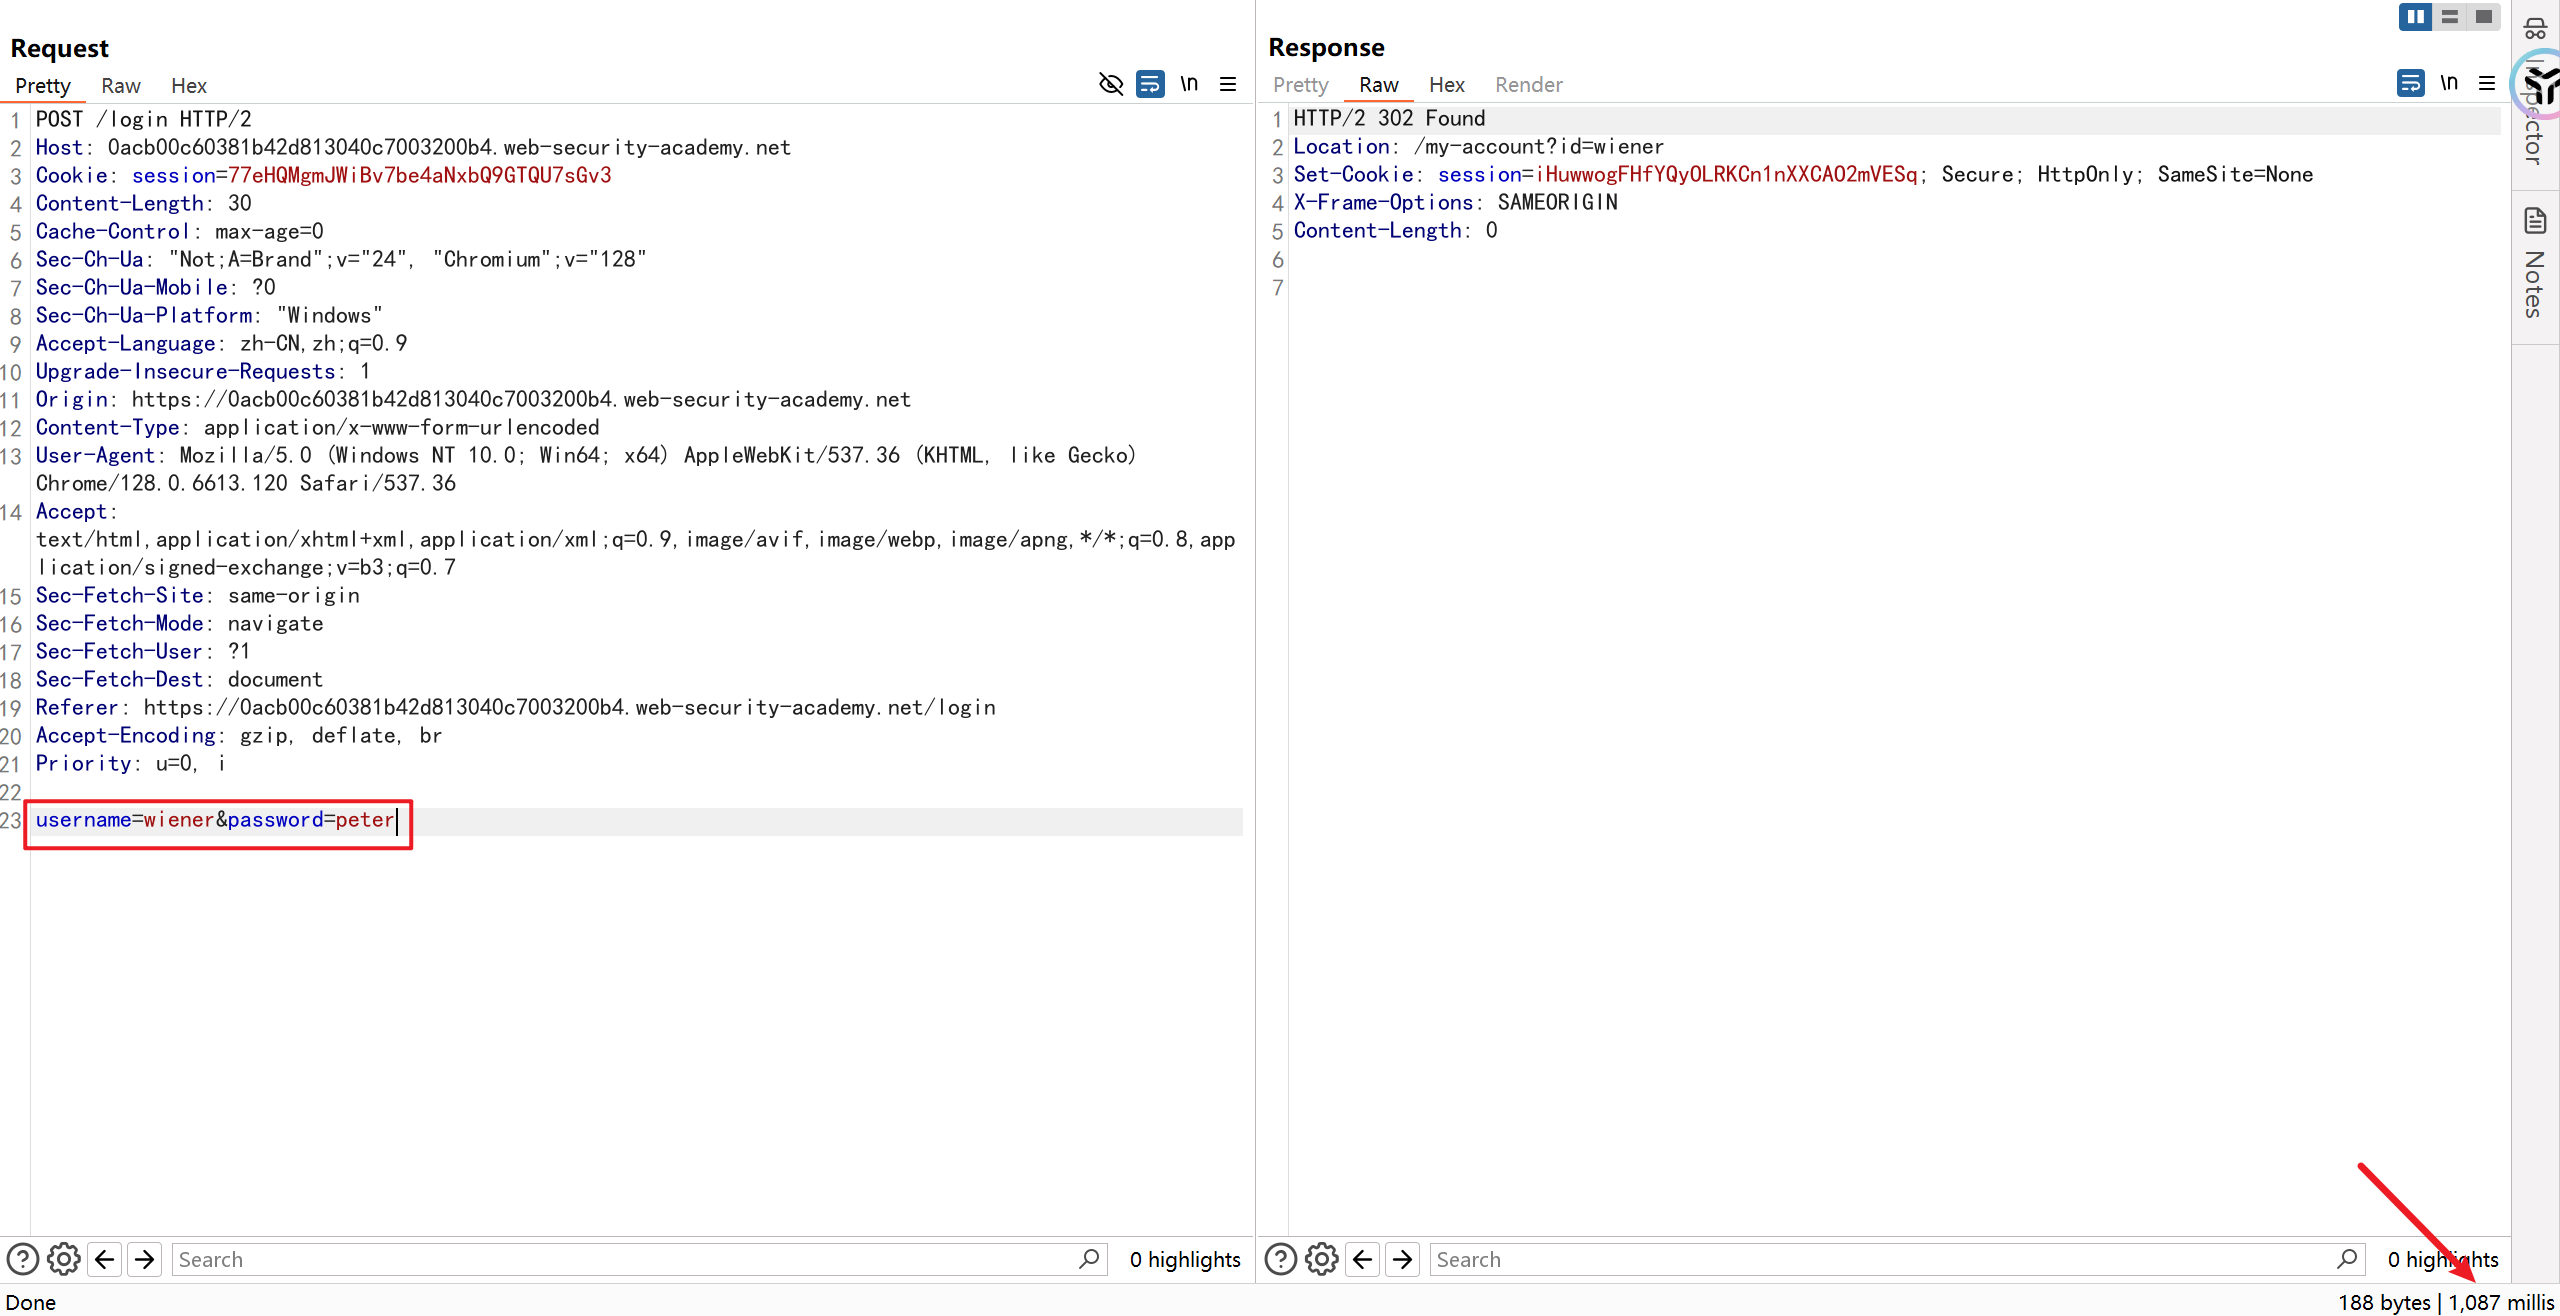 Request
Pretty Raw Hex
\n
1 POST /login HTTP/2
2 Host: 0acb00c60381b42d813040c7003200b4.web-security-academy.net
3 Cookie: session=77eHQMgmJWiBv7be4aNxbQ9GTQU7sGv3
4 Content-Length: 30
5 Cache-Control: max-age=0
6 Sec-Ch-Ua: "Not;A=Brand";v="24", "Chromium";v="128"
7 Sec-Ch-Ua-Mobile: ?0
8 Sec-Ch-Ua-Platform: "Windows"
9 Accept-Language: zh-CN,zh;q=0.9
10 Upgrade-Insecure-Requests: 1
11 Origin: https://0acb00c60381b42d813040c7003200b4.web-security-academy.net
12 Content-Type: application/x-www-form-urlencoded
13 User-Agent: Mozilla/5.0 (Windows NT 10.0; Win64; x64) AppleWebKit/537.36 (KHTML, like Gecko)
Chrome/128.0.6613.120 Safari/537.36
14 Accept:
text/html,application/xhtml+xml,application/xml;q=0.9,image/avif,image/webp,image/apng,*/*;q=0.8,app
lication/signed-exchange;v=b3;q=0.7
15 Sec-Fetch-Site: same-origin
16 Sec-Fetch-Mode: navigate
17 Sec-Fetch-User: ?1
18 Sec-Fetch-Dest: document
19 Referer: https://0acb00c60381b42d813040c7003200b4.web-security-academy.net/login
20 Accept-Encoding: gzip, deflate, br
21 Priority: u=0, i
22
23 username=wiener&password=peter
Search
0 highlights
Response
Pretty Raw Hex Render
\n
1 HTTP/2 302 Found
2 Location: /my-account?id=wiener
3 Set-Cookie: session=iHuwwogFHfYQyOLRKCn1nXXCAO2mVESq; Secure; HttpOnly; SameSite=None
4 X-Frame-Options: SAMEORIGIN
5 Content-Length: 0
6
7
Search
0 highlights
Inspector
Notes
Done
188 bytes | 1,087 millis